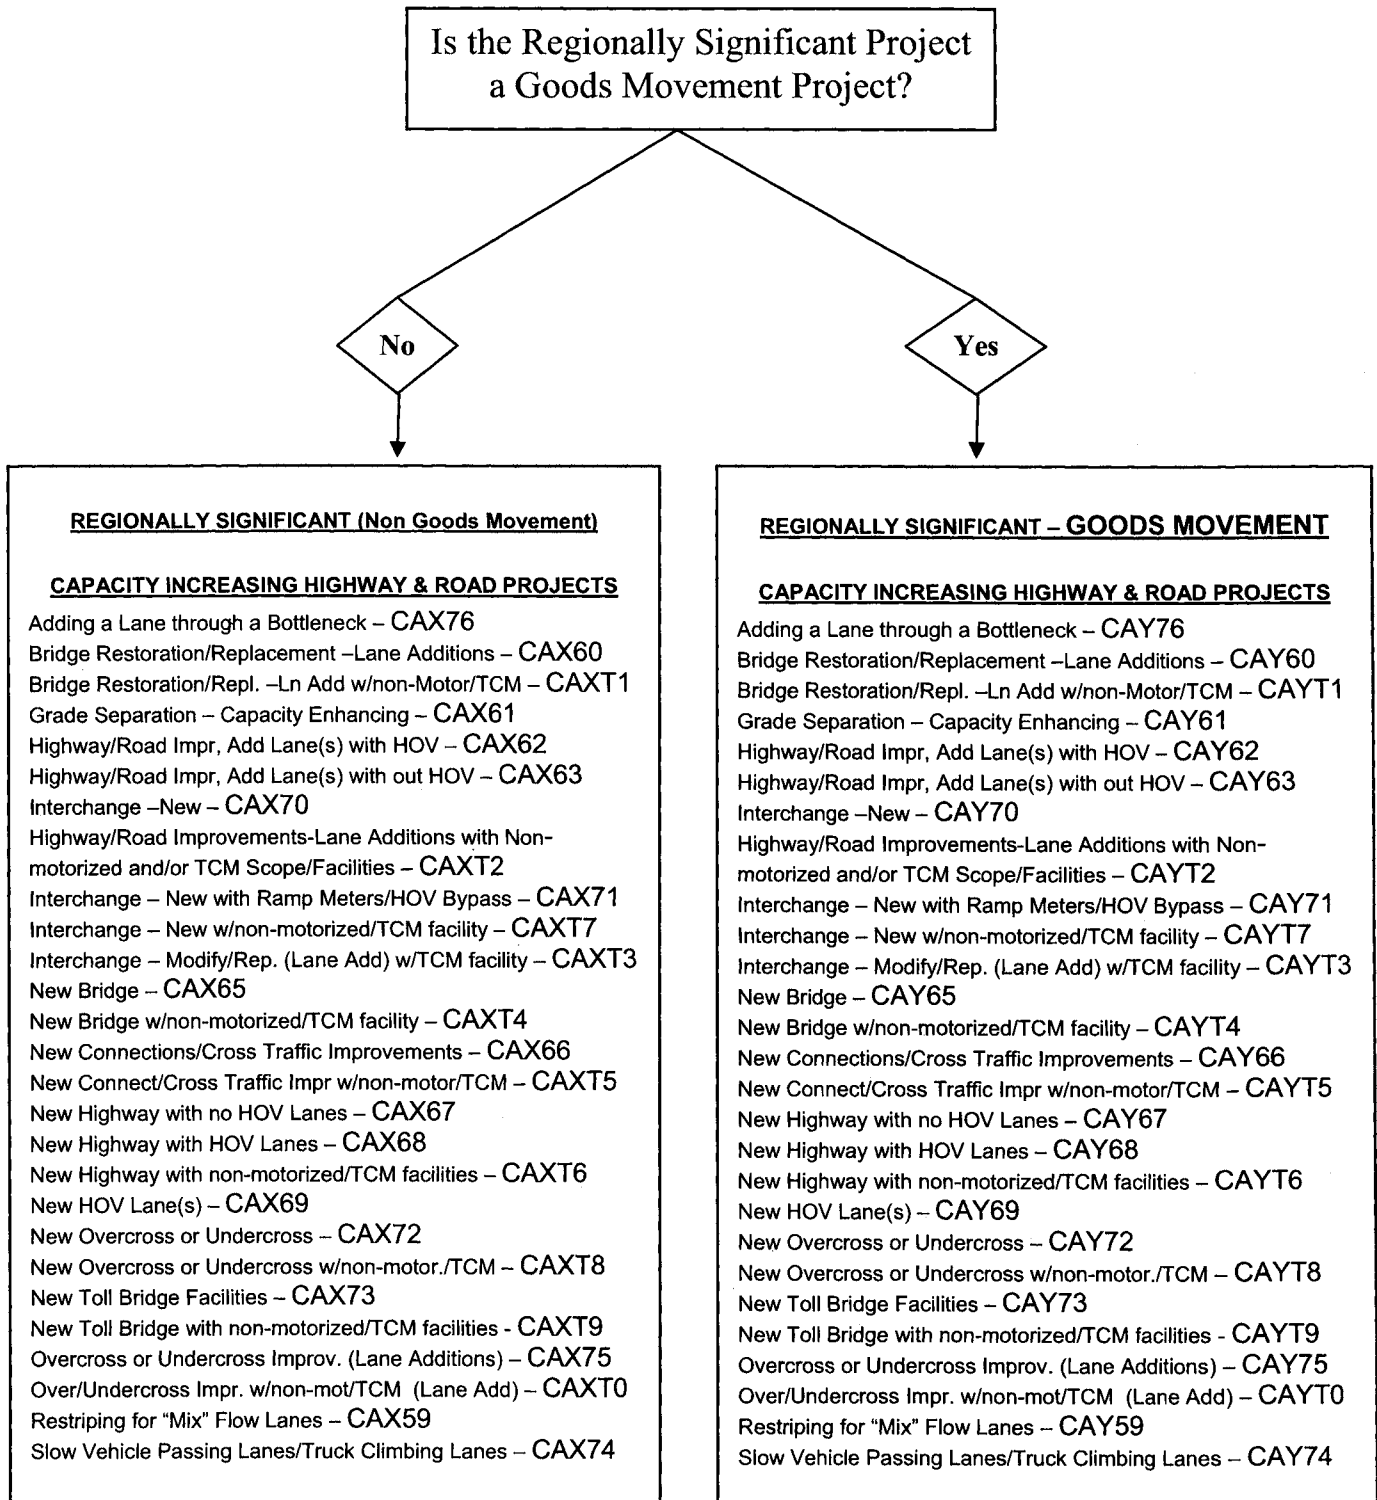 Is the Regionally Significant Project
a Goods Movement Project?
No
Yes
REGIONALLY SIGNIFICANT (Non Goods Movement)
CAPACITY INCREASING HIGHWAY & ROAD PROJECTS
Adding a Lane through a Bottleneck – CAX76
Bridge Restoration/Replacement –Lane Additions – CAX60
Bridge Restoration/Repl. –Ln Add w/non-Motor/TCM – CAXT1
Grade Separation – Capacity Enhancing – CAX61
Highway/Road Impr, Add Lane(s) with HOV – CAX62
Highway/Road Impr, Add Lane(s) with out HOV – CAX63
Interchange –New – CAX70
Highway/Road Improvements-Lane Additions with Non-
motorized and/or TCM Scope/Facilities – CAXT2
Interchange – New with Ramp Meters/HOV Bypass – CAX71
Interchange – New w/non-motorized/TCM facility – CAXT7
Interchange – Modify/Rep. (Lane Add) w/TCM facility – CAXT3
New Bridge – CAX65
New Bridge w/non-motorized/TCM facility – CAXT4
New Connections/Cross Traffic Improvements – CAX66
New Connect/Cross Traffic Impr w/non-motor/TCM – CAXT5
New Highway with no HOV Lanes – CAX67
New Highway with HOV Lanes – CAX68
New Highway with non-motorized/TCM facilities – CAXT6
New HOV Lane(s) – CAX69
New Overcross or Undercross – CAX72
New Overcross or Undercross w/non-motor./TCM – CAXT8
New Toll Bridge Facilities – CAX73
New Toll Bridge with non-motorized/TCM facilities - CAXT9
Overcross or Undercross Improv. (Lane Additions) – CAX75
Over/Undercross Impr. w/non-mot/TCM (Lane Add) – CAXT0
Restriping for “Mix” Flow Lanes – CAX59
Slow Vehicle Passing Lanes/Truck Climbing Lanes – CAX74
REGIONALLY SIGNIFICANT – GOODS MOVEMENT
CAPACITY INCREASING HIGHWAY & ROAD PROJECTS
Adding a Lane through a Bottleneck – CAY76
Bridge Restoration/Replacement –Lane Additions – CAY60
Bridge Restoration/Repl. –Ln Add w/non-Motor/TCM – CAYT1
Grade Separation – Capacity Enhancing – CAY61
Highway/Road Impr, Add Lane(s) with HOV – CAY62
Highway/Road Impr, Add Lane(s) with out HOV – CAY63
Interchange –New – CAY70
Highway/Road Improvements-Lane Additions with Non-
motorized and/or TCM Scope/Facilities – CAYT2
Interchange – New with Ramp Meters/HOV Bypass – CAY71
Interchange – New w/non-motorized/TCM facility – CAYT7
Interchange – Modify/Rep. (Lane Add) w/TCM facility – CAYT3
New Bridge – CAY65
New Bridge w/non-motorized/TCM facility – CAYT4
New Connections/Cross Traffic Improvements – CAY66
New Connect/Cross Traffic Impr w/non-motor/TCM – CAYT5
New Highway with no HOV Lanes – CAY67
New Highway with HOV Lanes – CAY68
New Highway with non-motorized/TCM facilities – CAYT6
New HOV Lane(s) – CAY69
New Overcross or Undercross – CAY72
New Overcross or Undercross w/non-motor./TCM – CAYT8
New Toll Bridge Facilities – CAY73
New Toll Bridge with non-motorized/TCM facilities - CAYT9
Overcross or Undercross Improv. (Lane Additions) – CAY75
Over/Undercross Impr. w/non-mot/TCM (Lane Add) – CAYT0
Restriping for “Mix” Flow Lanes – CAY59
Slow Vehicle Passing Lanes/Truck Climbing Lanes – CAY74